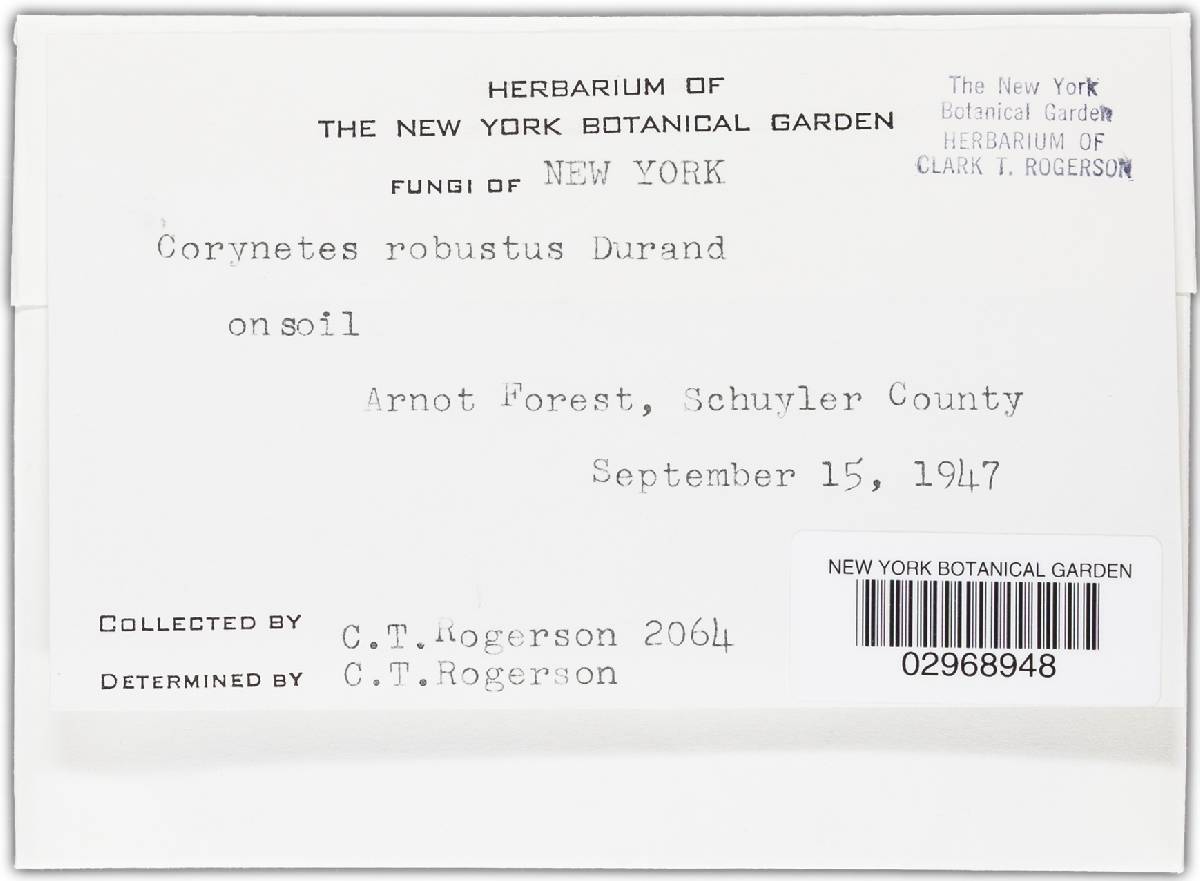 HERBARIUM OF
THE NEW YORK BOTANICAL GARDEN
FUNGI OF NEW YORK
The New York
Botanical Garden
HERBARIUM OF
CLARK T. ROGERSON
Corynetes robustus Durand
on soil
Arnot Forest, Schuyler County
September 15, 1947
COLLECTED BY C.T.Rogerson 2064
DETERMINED BY C.T.Rogerson
NEW YORK BOTANICAL GARDEN
02968948